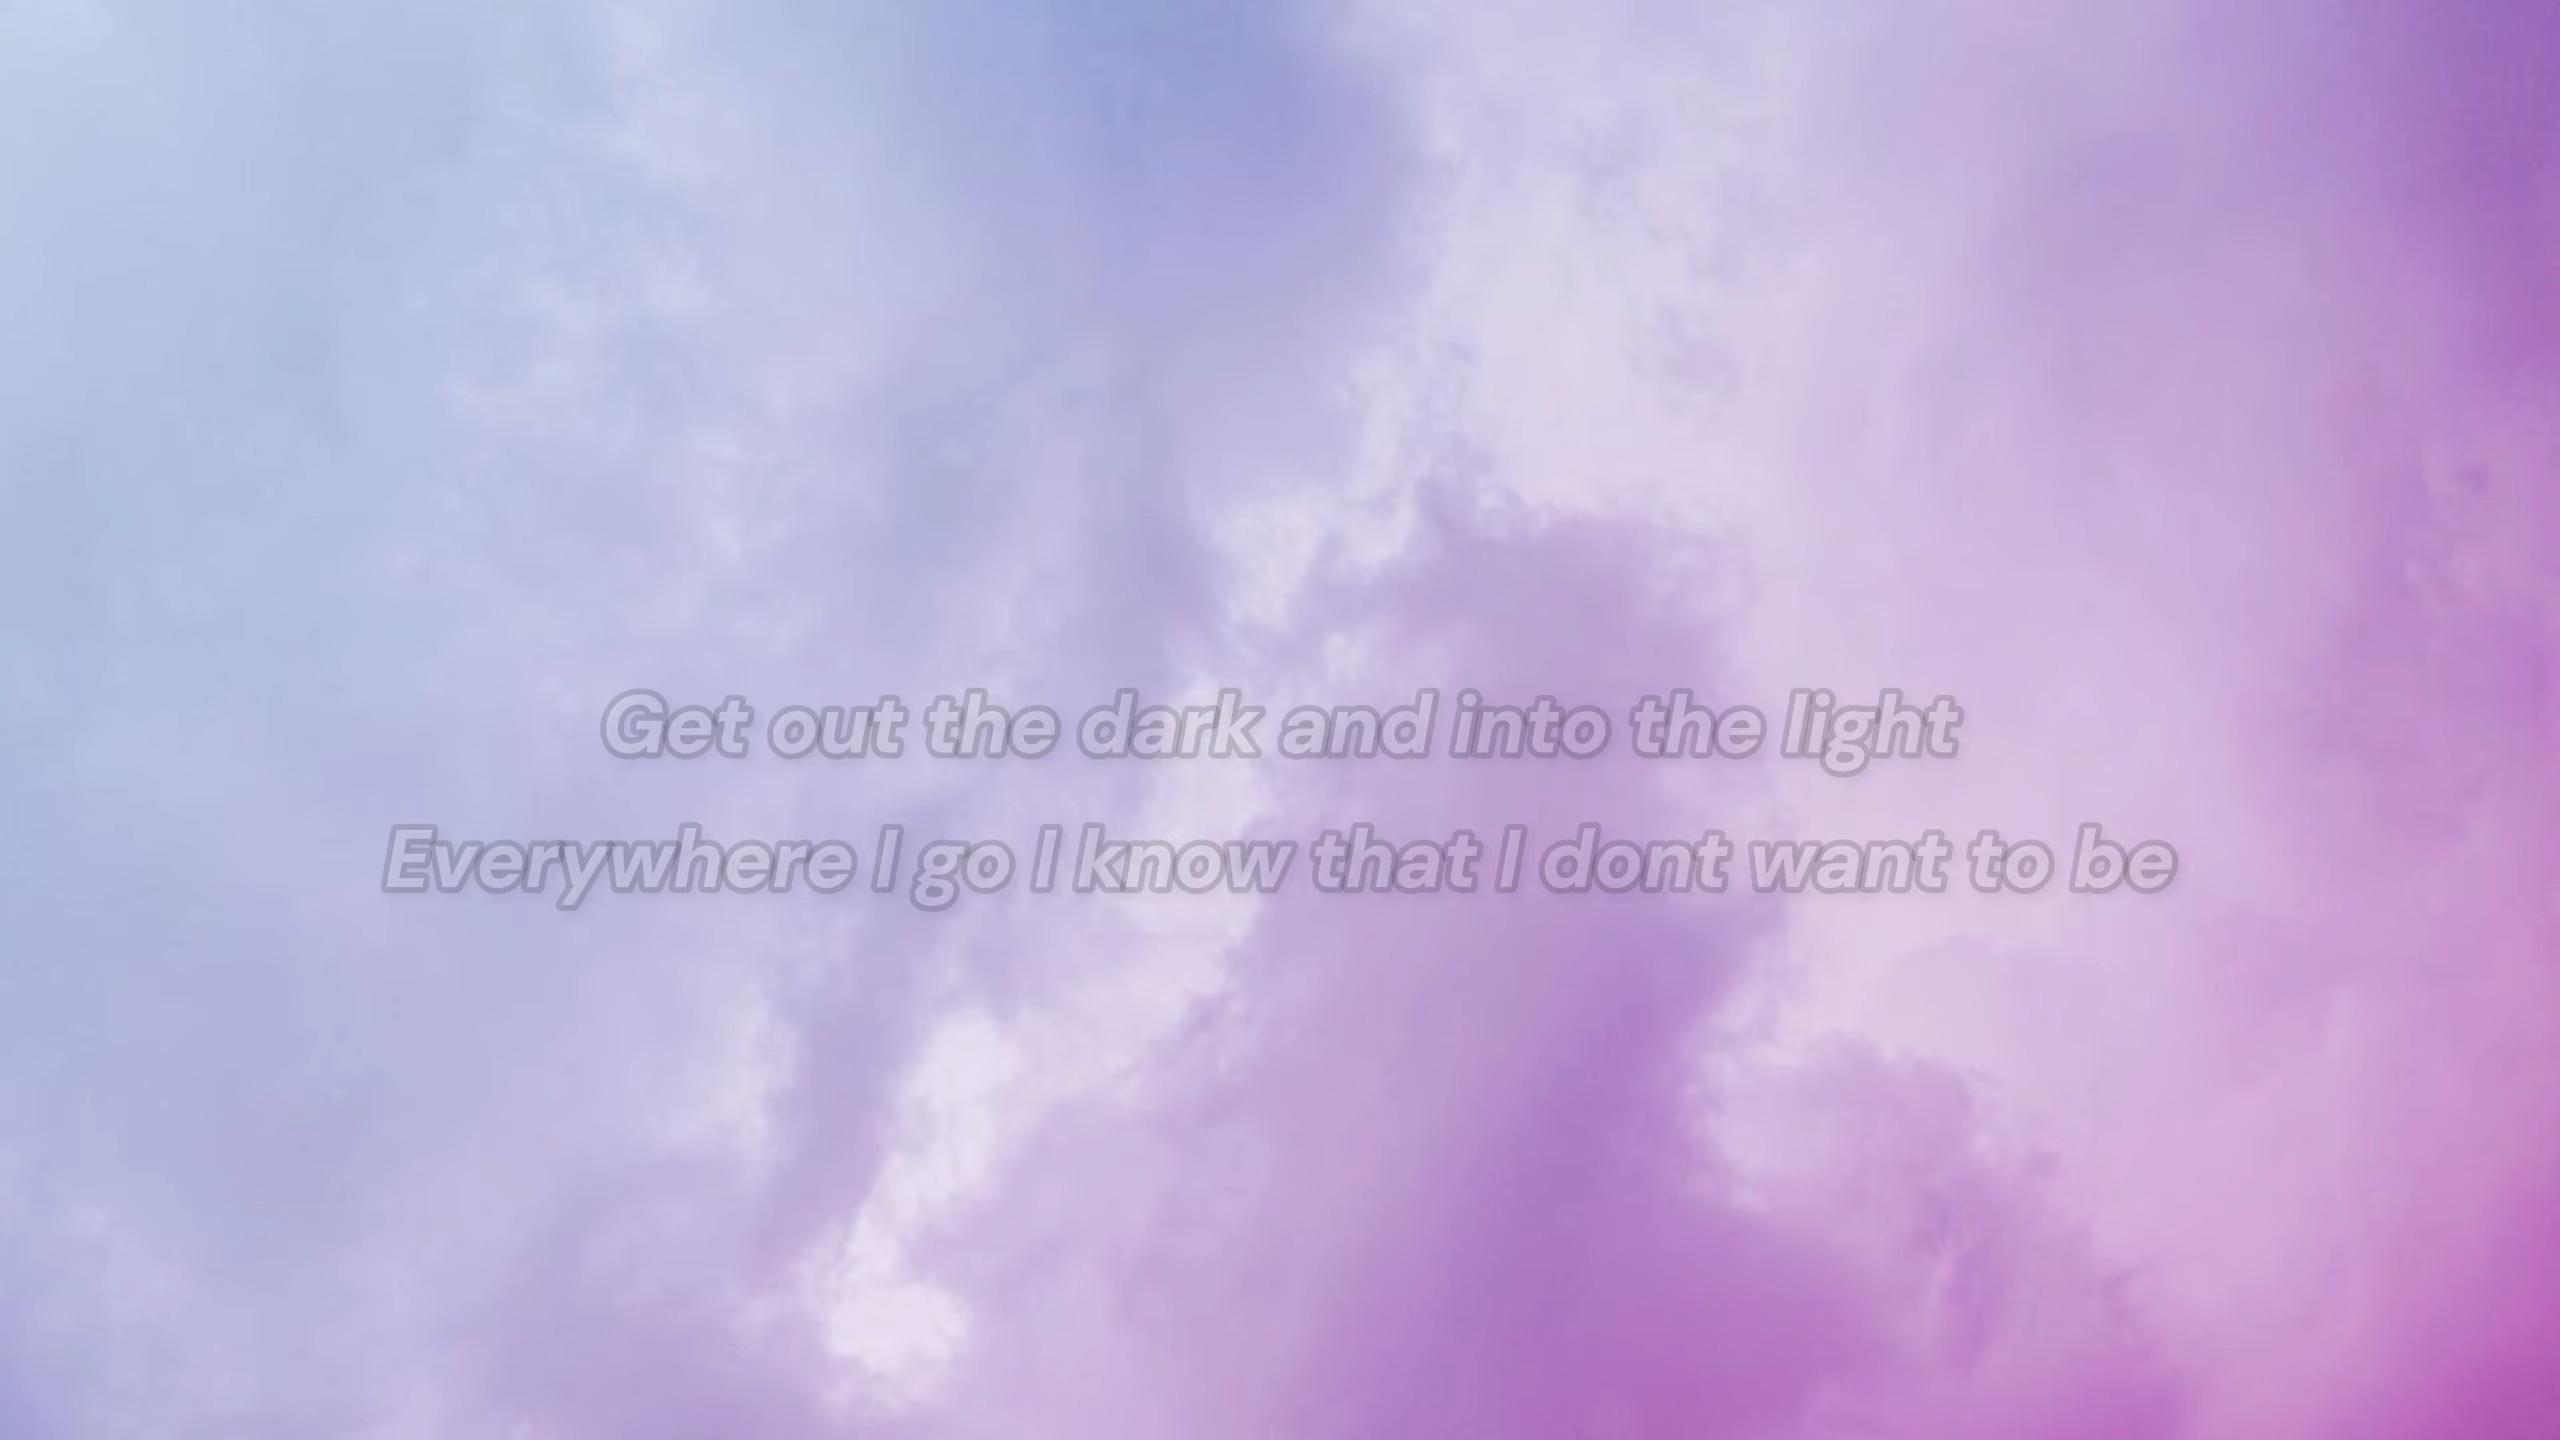 Get out the dark and into the light
Everywhere I go I know that I dont want to be